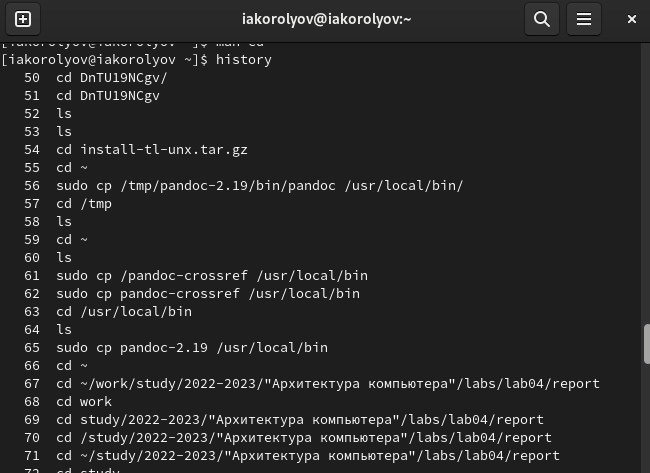 iakorolyov@iakorolyov:~
[iakorolyov@iakorolyov ~]$ man cd
[iakorolyov@iakorolyov ~]$ history
50 cd DnTU19NCgv/
51 cd DnTU19NCgv
52 ls
53 ls
54 cd install-tl-unx.tar.gz
55 cd ~
56 sudo cp /tmp/pandoc-2.19/bin/pandoc /usr/local/bin/
57 cd /tmp
58 ls
59 cd ~
60 ls
61 sudo cp /pandoc-crossref /usr/local/bin
62 sudo cp pandoc-crossref /usr/local/bin
63 cd /usr/local/bin
64 ls
65 sudo cp pandoc-2.19 /usr/local/bin
66 cd ~
67 cd ~/work/study/2022-2023/"Архитектура компьютера"/labs/lab04/report
68 cd work
69 cd study/2022-2023/"Архитектура компьютера"/labs/lab04/report
70 cd /study/2022-2023/"Архитектура компьютера"/labs/lab04/report
71 cd ~/study/2022-2023/"Архитектура компьютера"/labs/lab04/report
72 cd study